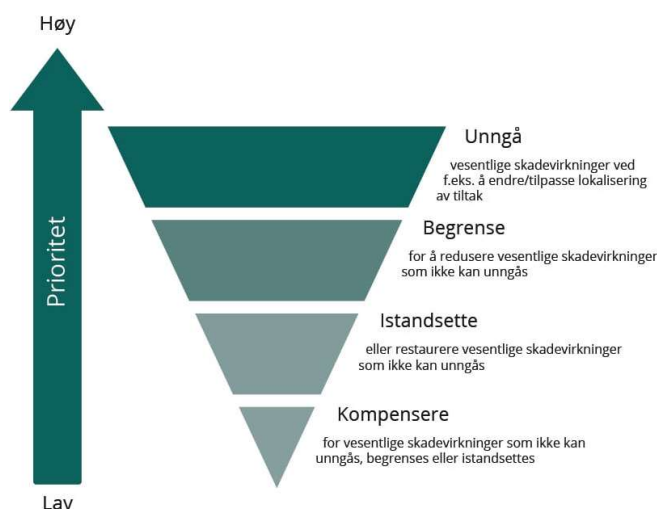 Høy
Prioritet
Unngå
vesentlige skadevirkninger ved
f.eks. å endre/tilpasse lokalisering
av tiltak
Begrense
for å redusere vesentlige skadevirkninger
som ikke kan unngås
Istandsette
eller restaurere vesentlige skadevirkninger
som ikke kan unngås
Kompensere
for vesentlige skadevirkninger som ikke kan
unngås, begrenses eller istandsettes
Lav